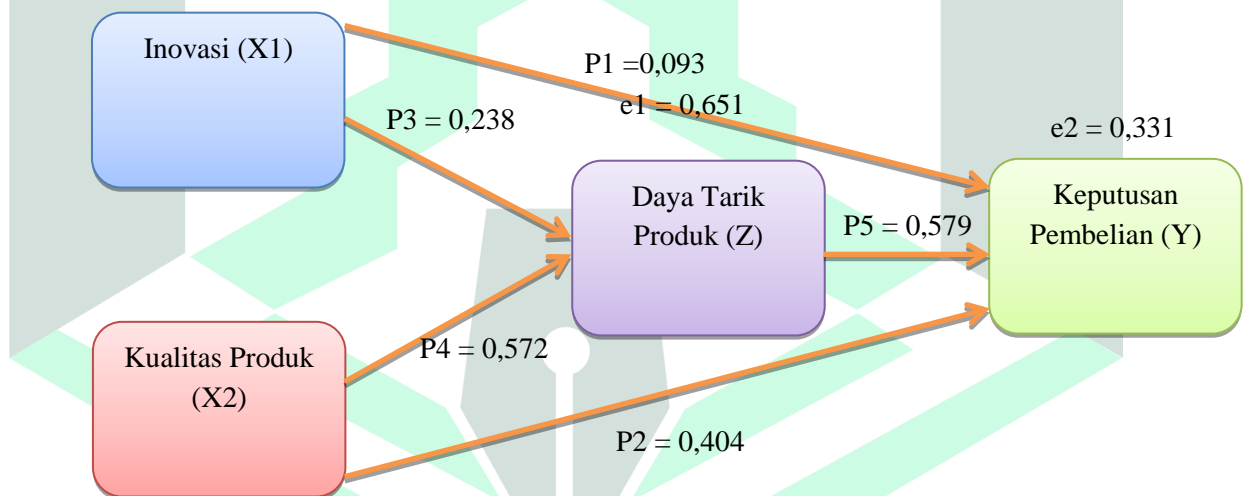 Inovasi (X1)
P1 =0,093
e1 = 0,651
P3 = 0,238
e2 = 0,331
Daya Tarik
Produk (Z)
P5 = 0,579
Keputusan
Pembelian (Y)
Kualitas Produk
(X2)
P4 = 0,572
P2 = 0,404